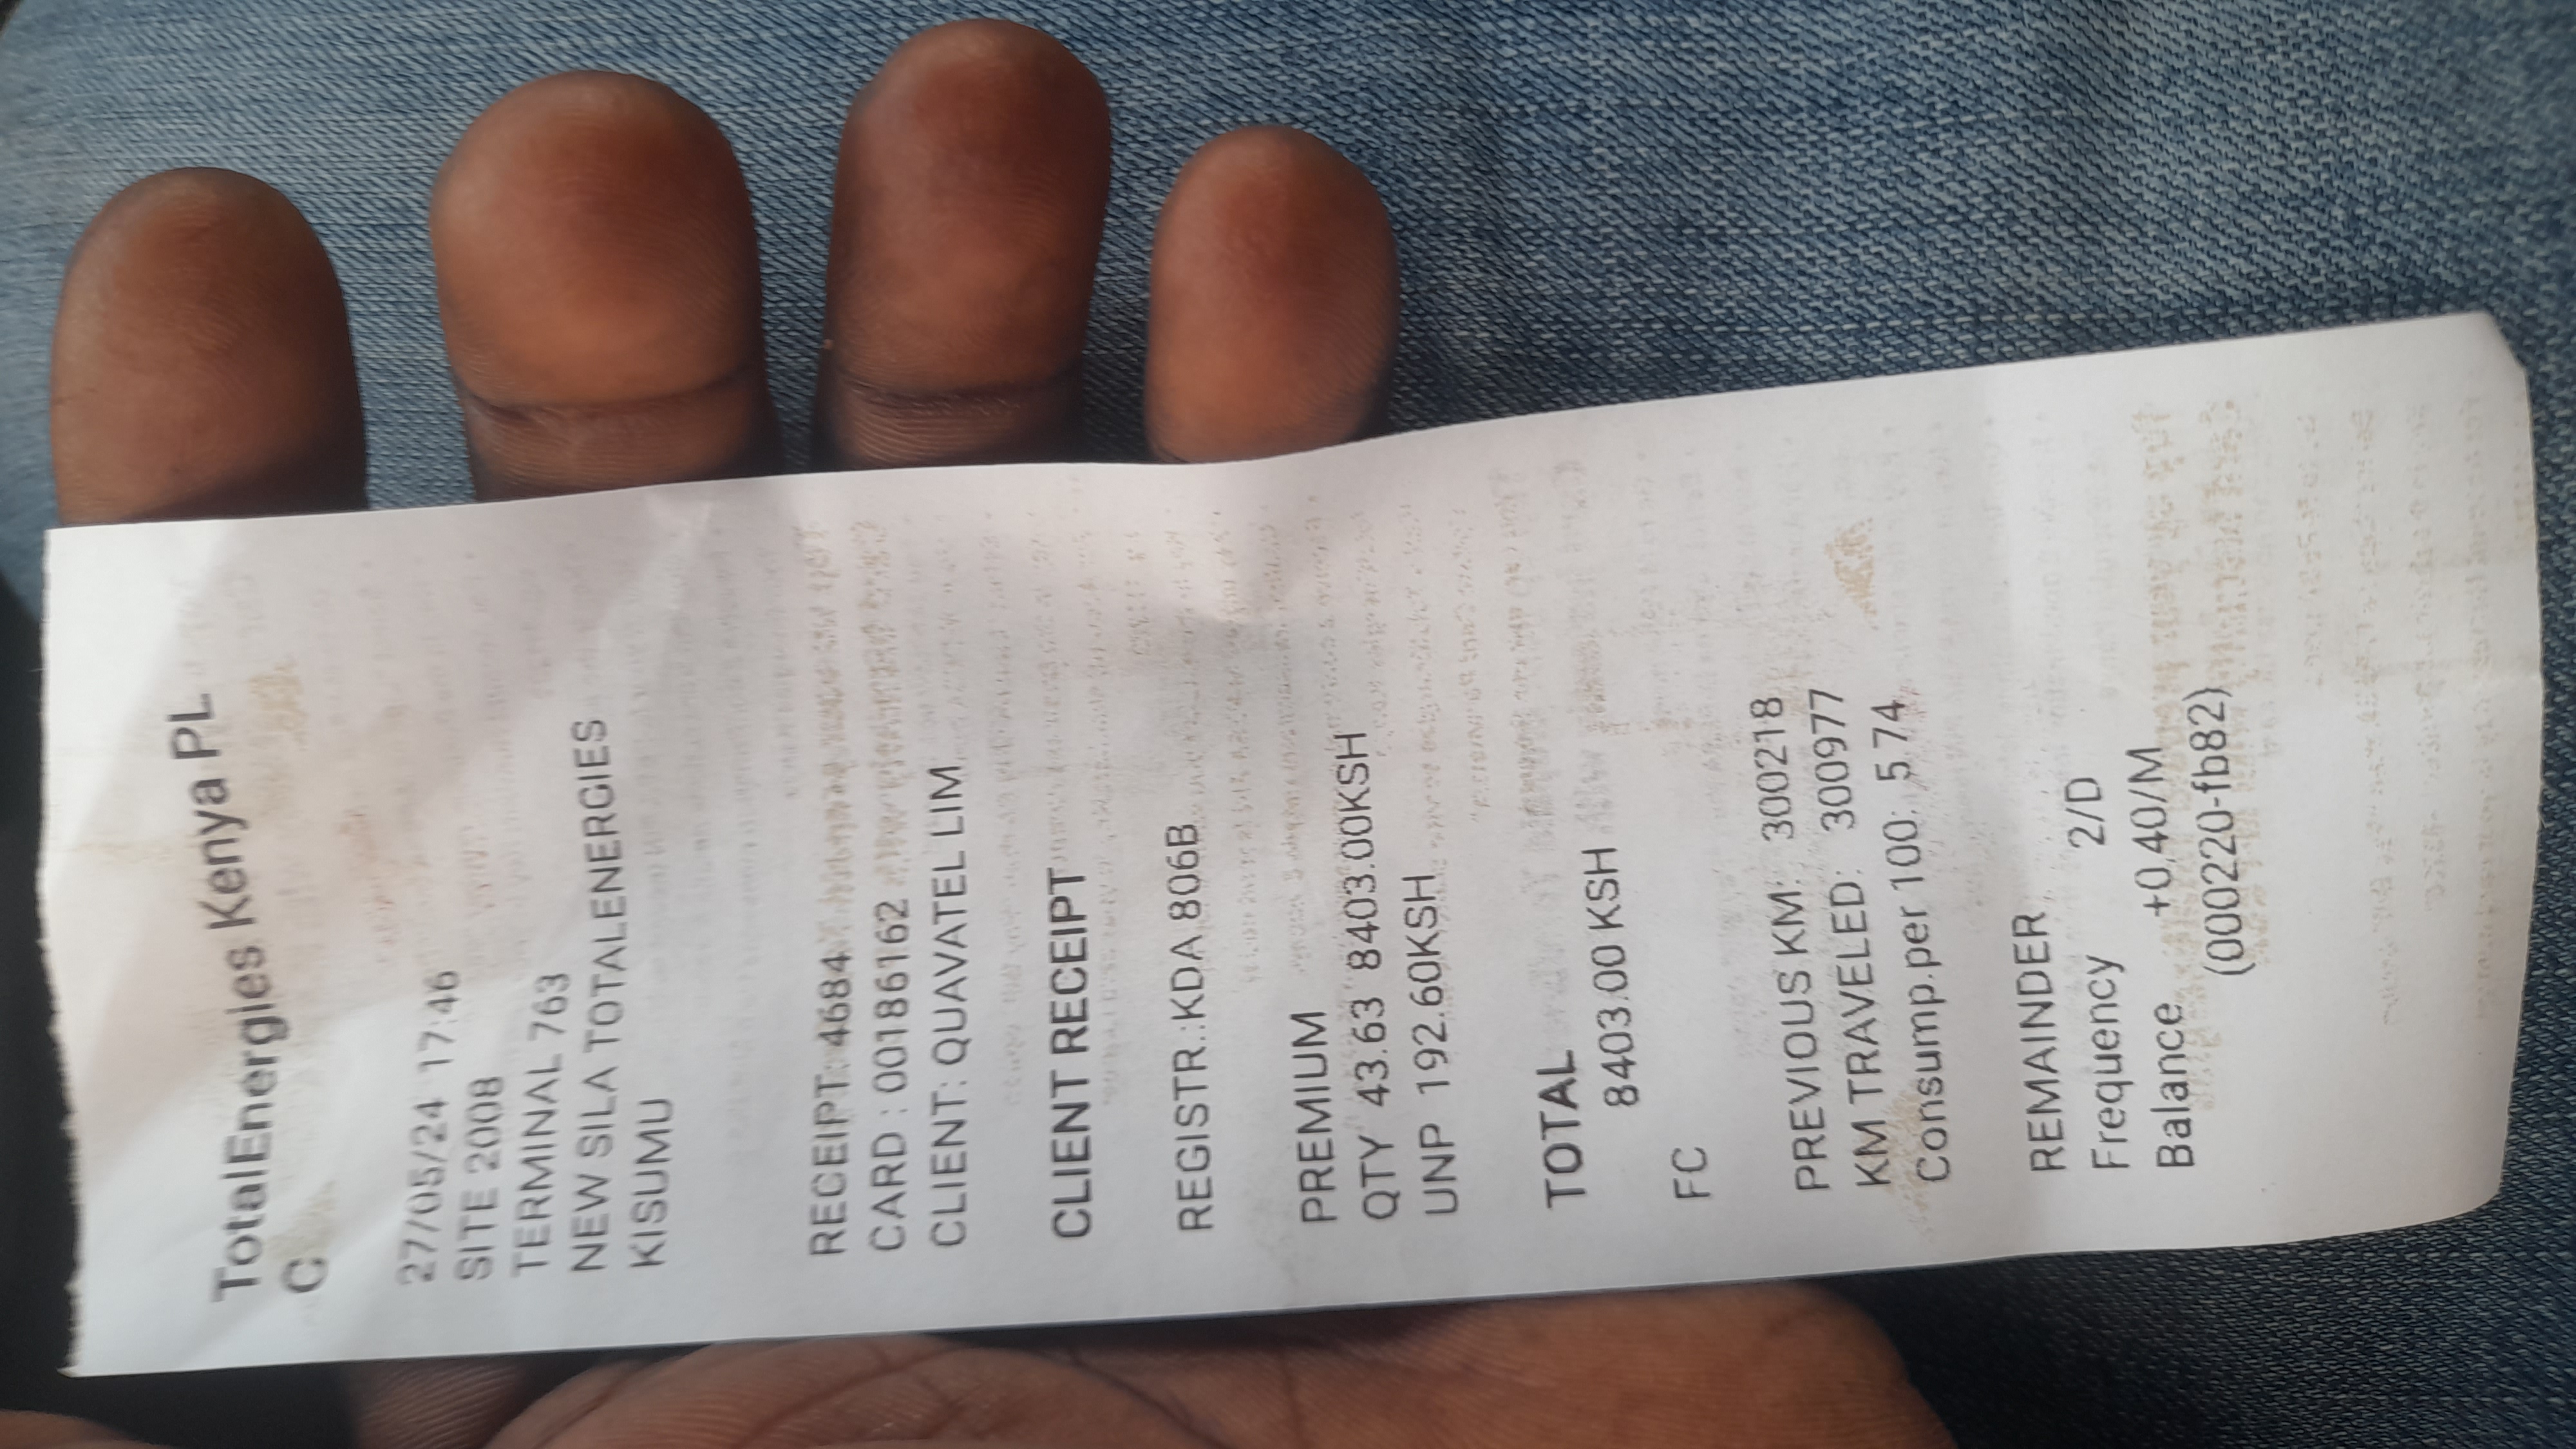 TotalEnergies Kenya PL
C
27/05/24 17:46
SITE 2008
TERMINAL 763
NEW SILA TOTALENERGIES
KISUMU
RECEIPT: 4684
CARD : 00186162
CLIENT: QUAVATEL LIM
CLIENT RECEIPT
REGISTR.:KDA 806B
PREMIUM
QTY 43.63 8403.00KSH
UNP 192.60KSH
TOTAL
8403.00 KSH
FC
PREVIOUS KM: 300218
KM TRAVELED: 300977
Consump.per 100: 5.74
REMAINDER
Frequency 2/D
Balance +0.40/M
(000220-fb82)